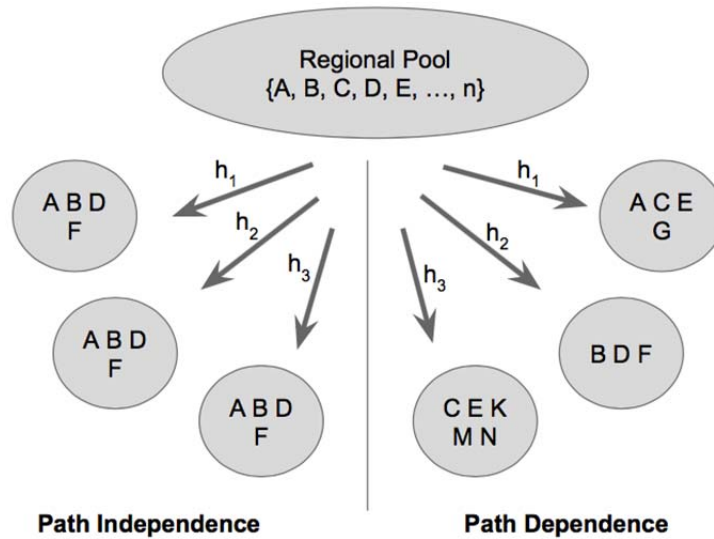 Regional Pool
{A, B, C, D, E, ..., n}
h₁
A B D
F
h₂
A B D
F
h₃
A B D
F
h₁
A C E
G
h₂
B D F
h₃
C E K
M N
Path Independence
Path Dependence